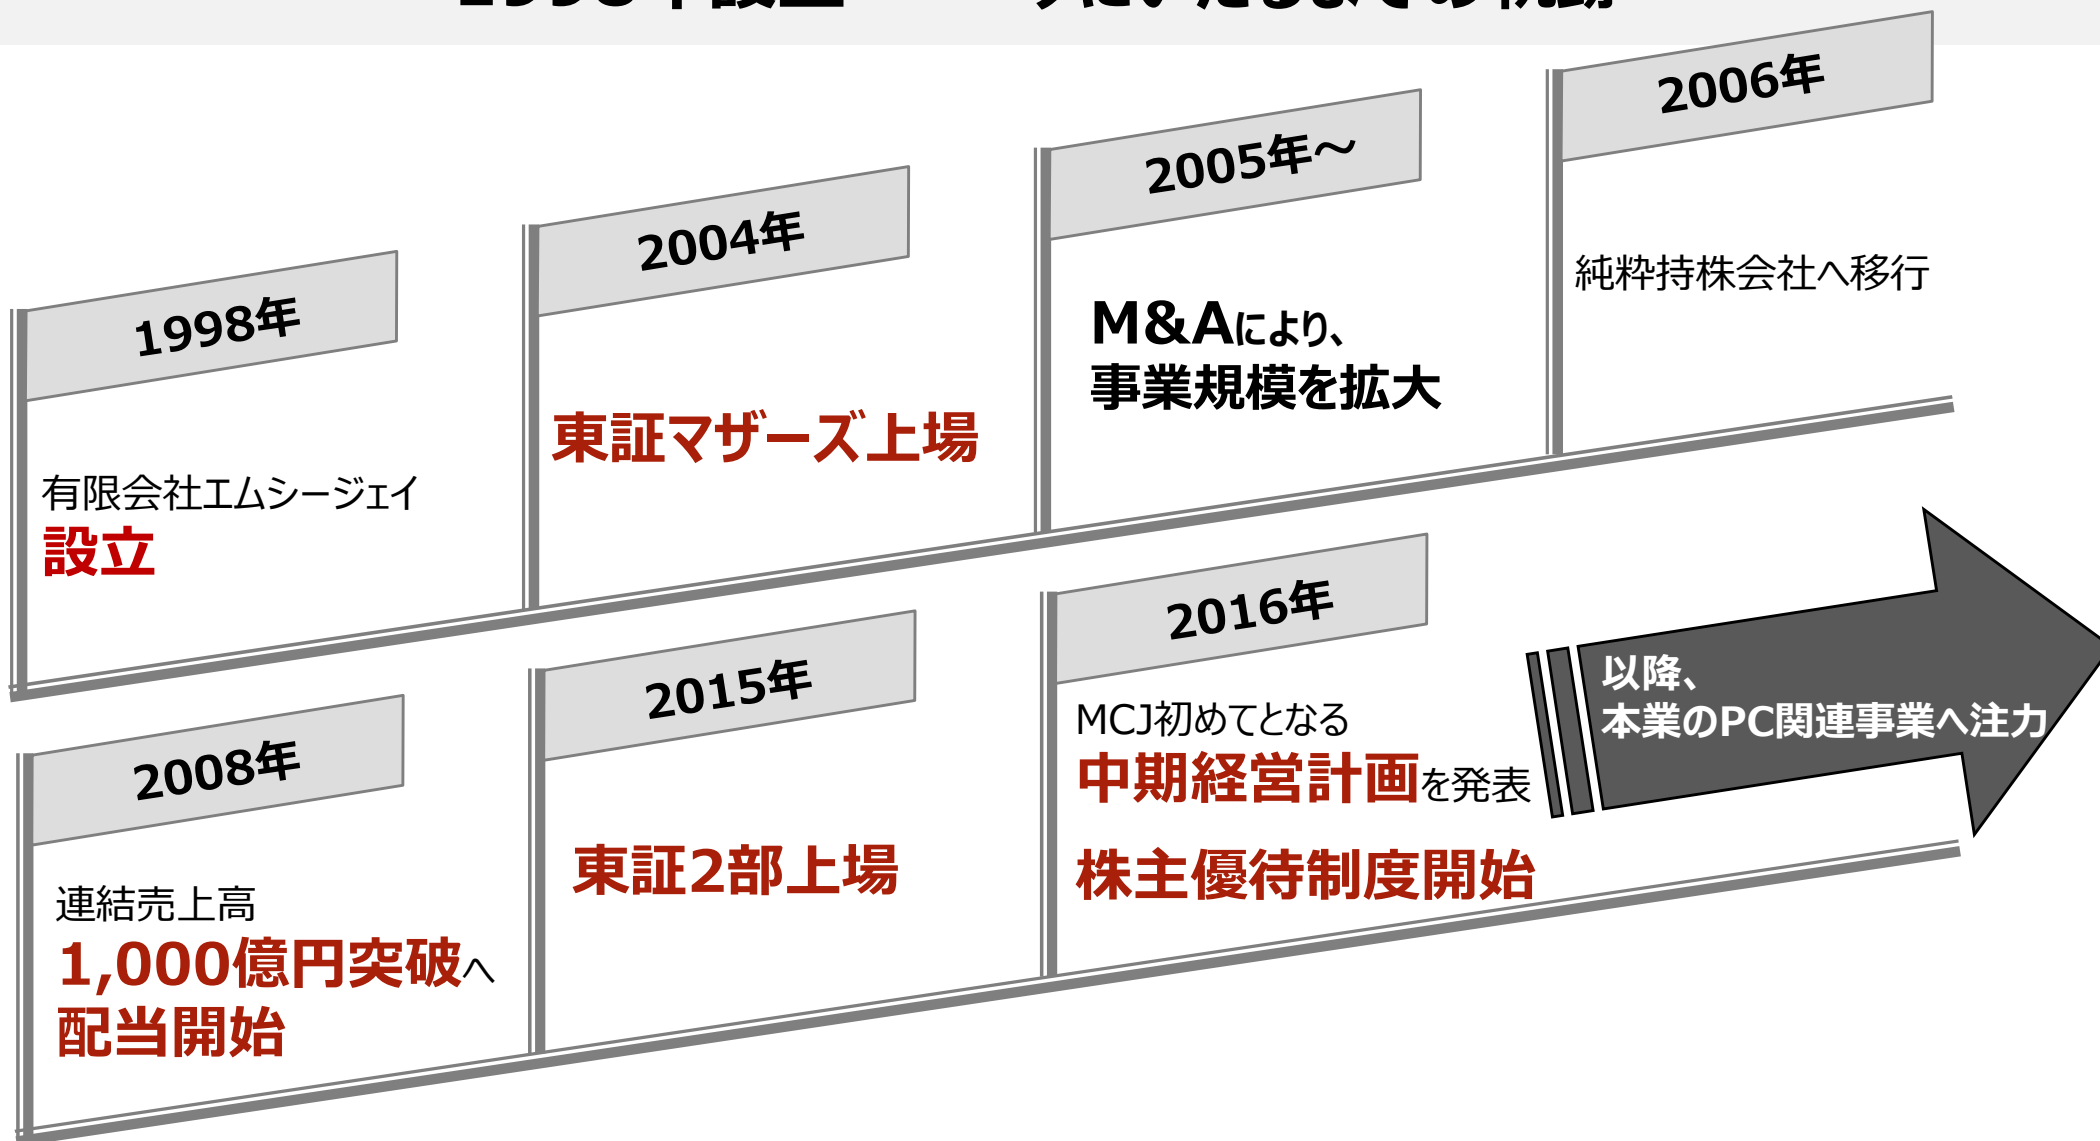 1998年
有限会社エムシージェイ
設立
2004年
東証マザーズ上場
2005年～
M&Aにより、
事業規模を拡大
2006年
純粋持株会社へ移行
2008年
連結売上高
1,000億円突破へ
配当開始
2015年
東証2部上場
2016年
MCJ初めてとなる
中期経営計画を発表
株主優待制度開始
以降、
本業のPC関連事業へ注力